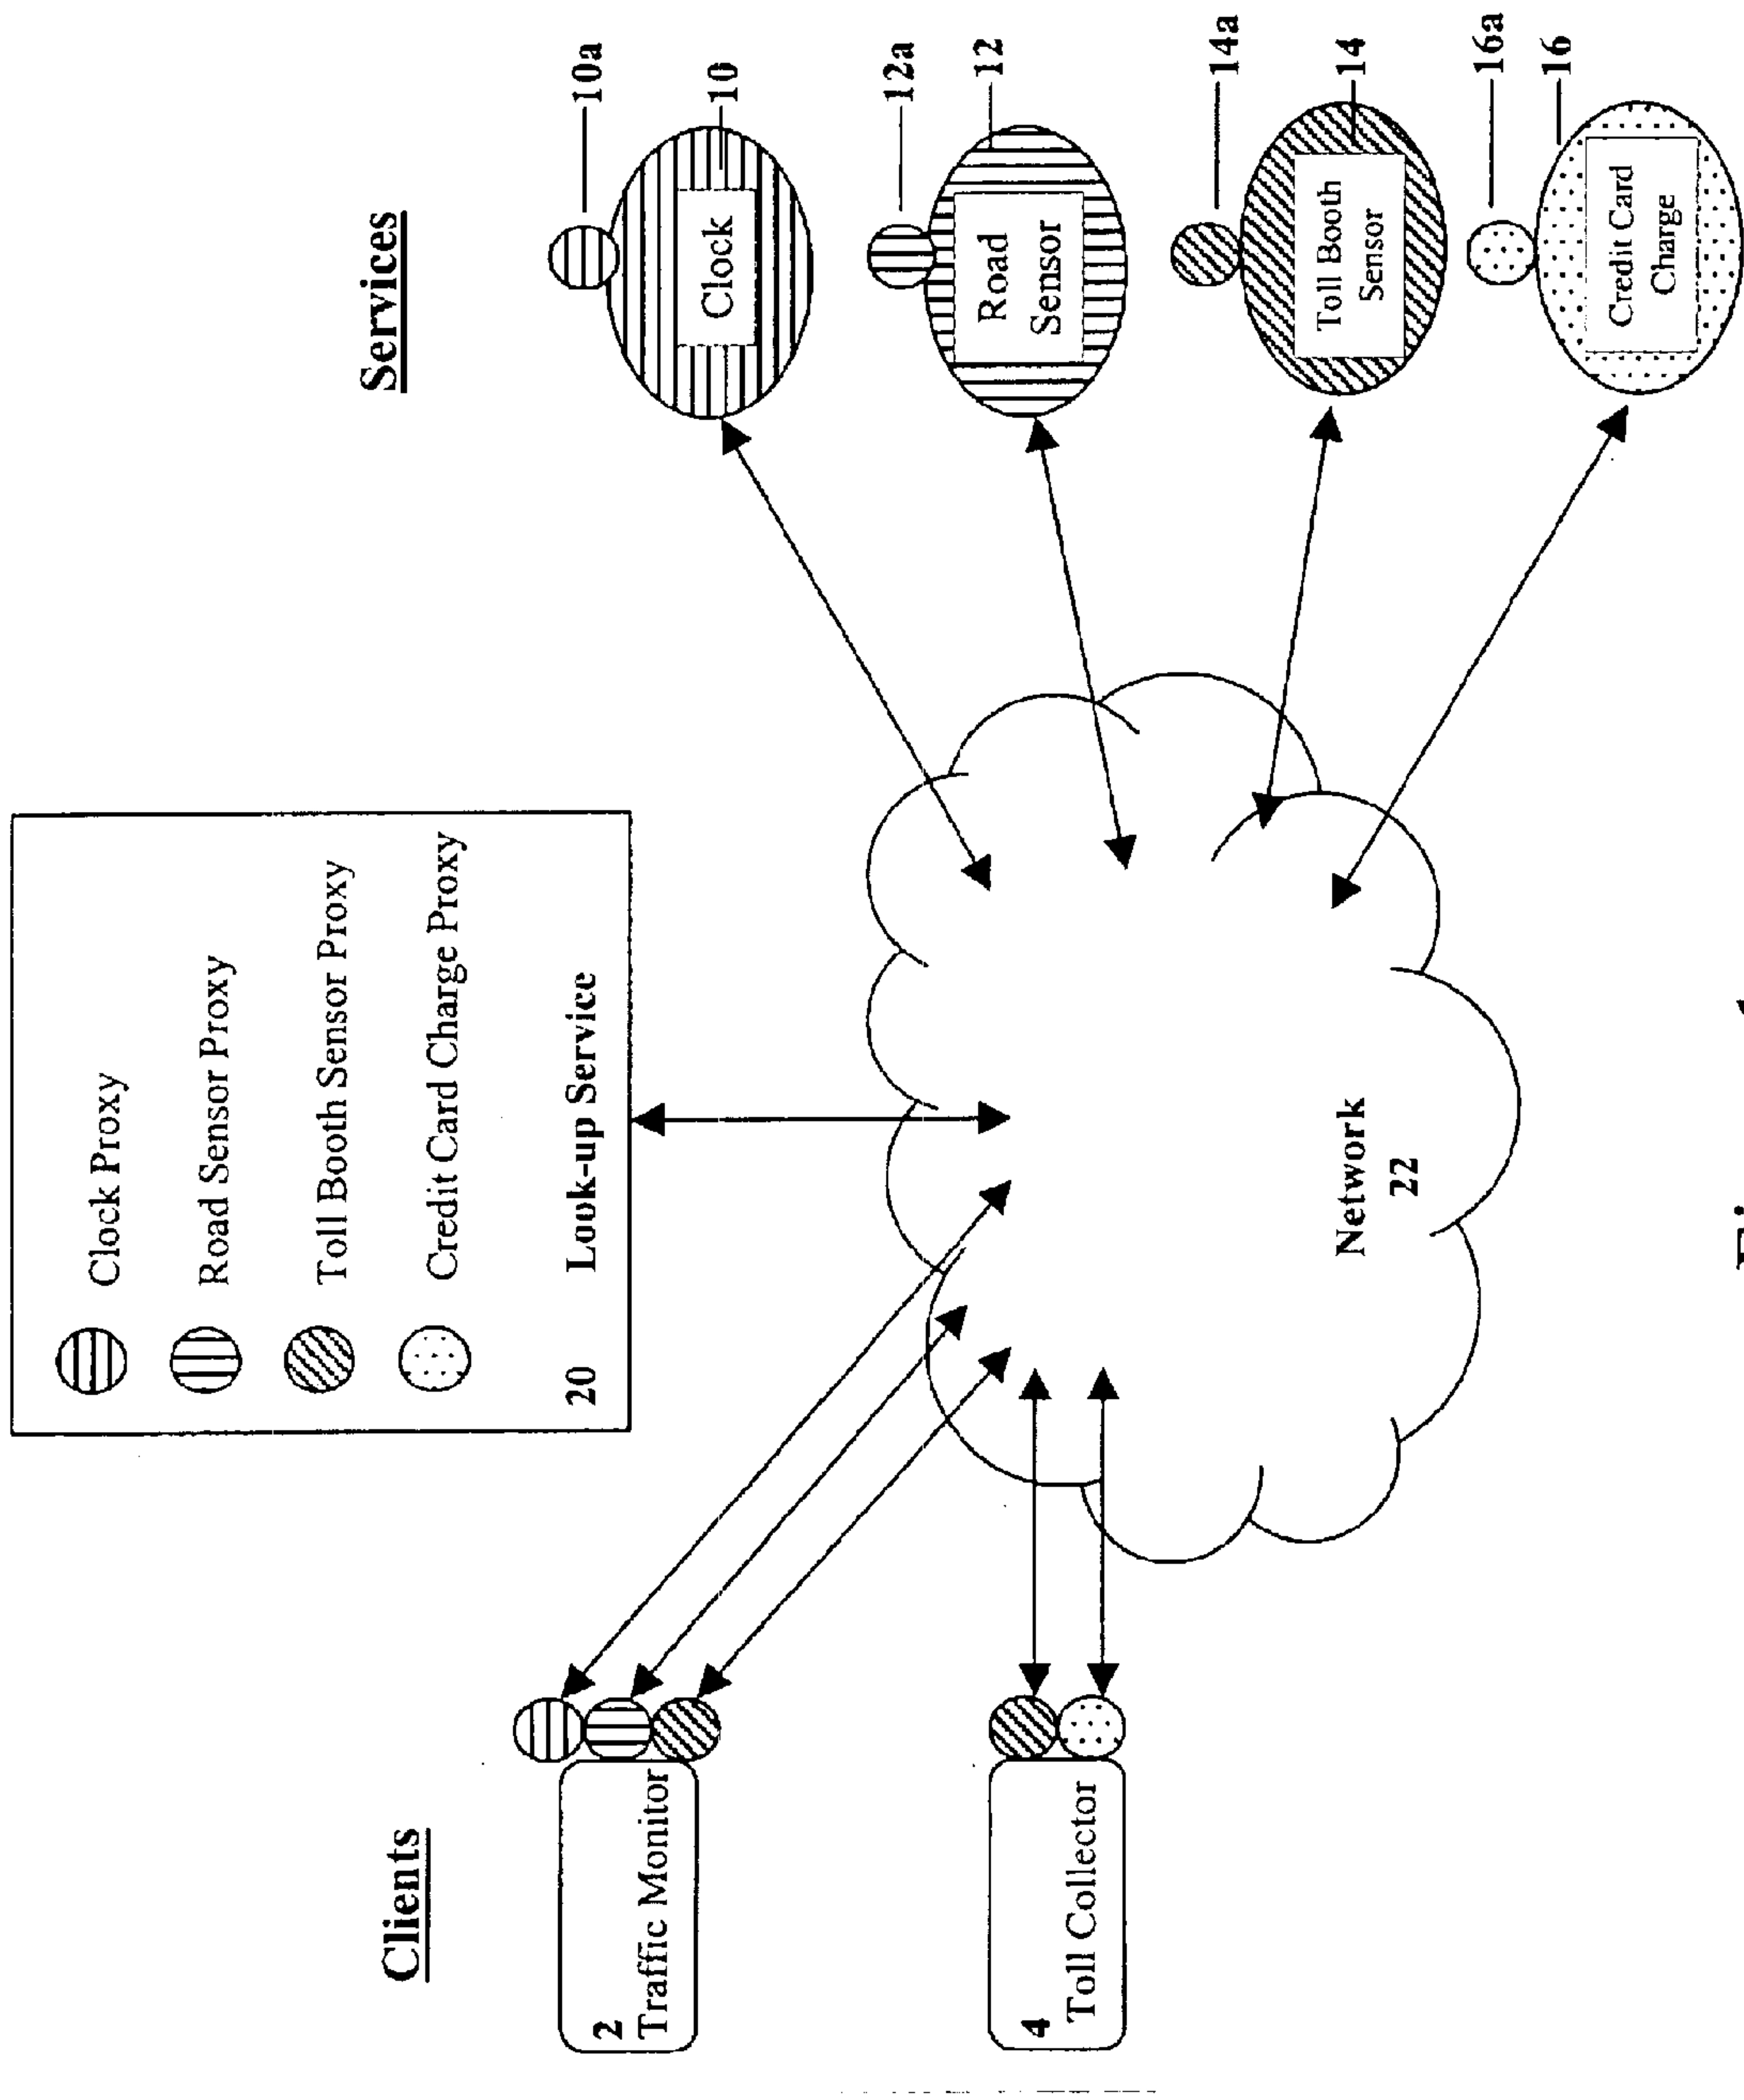 Clock Proxy
Road Sensor Proxy
Toll Booth Sensor Proxy
Credit Card Charge Proxy
20 Look-up Service
Clients
Services
2
Traffic Monitor
4
Toll Collector
Network
22
10a
Clock
10
12a
12
Road
Sensor
14a
14
Toll Booth
Sensor
16a
16
Credit Card
Charge